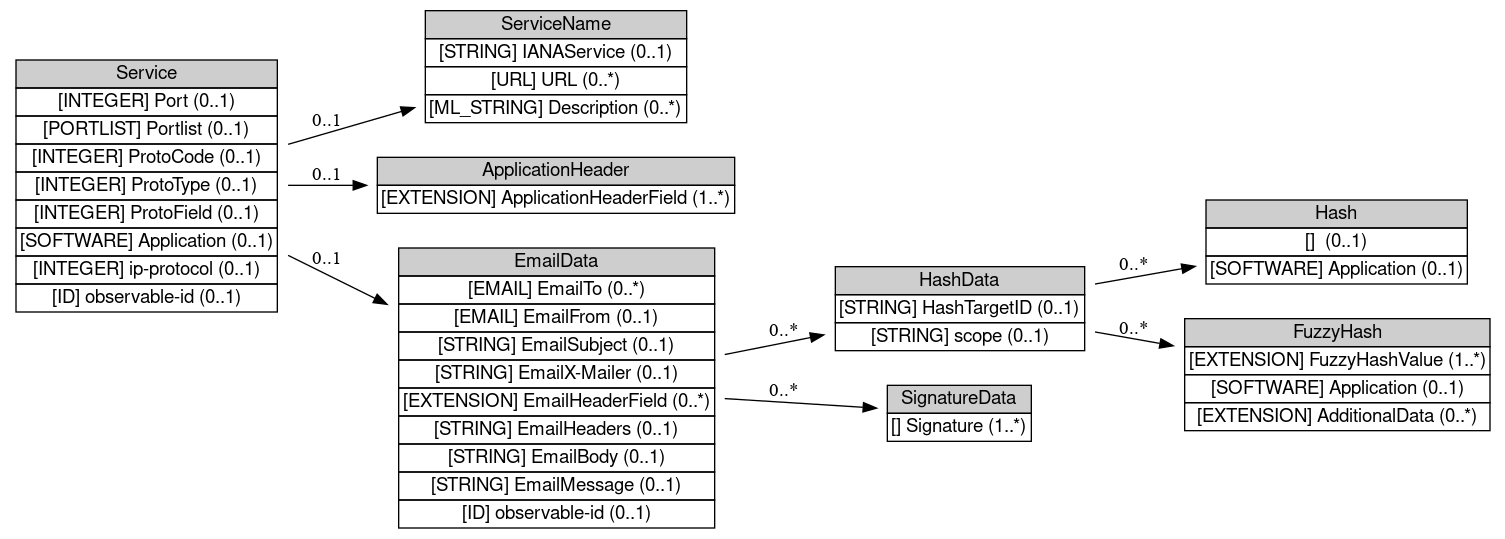 Service
[INTEGER] Port (0..1)
[PORTLIST] Portlist (0..1)
[INTEGER] ProtoCode (0..1)
[INTEGER] ProtoType (0..1)
[INTEGER] ProtoField (0..1)
[SOFTWARE] Application (0..1)
[INTEGER] ip-protocol (0..1)
[ID] observable-id (0..1)
0..1
0..1
0..1
ServiceName
[STRING] IANAService (0..1)
[URL] URL (0..*)
[ML_STRING] Description (0..*)
ApplicationHeader
[EXTENSION] ApplicationHeaderField (1..*)
EmailData
[EMAIL] EmailTo (0..*)
[EMAIL] EmailFrom (0..1)
[STRING] EmailSubject (0..1)
[STRING] EmailX-Mailer (0..1)
[EXTENSION] EmailHeaderField (0..*)
[STRING] EmailHeaders (0..1)
[STRING] EmailBody (0..1)
[STRING] EmailMessage (0..1)
[ID] observable-id (0..1)
0..*
0..*
HashData
[STRING] HashTargetID (0..1)
[STRING] scope (0..1)
SignatureData
[] Signature (1..*)
0..*
0..*
Hash
[] (0..1)
[SOFTWARE] Application (0..1)
FuzzyHash
[EXTENSION] FuzzyHashValue (1..*)
[SOFTWARE] Application (0..1)
[EXTENSION] AdditionalData (0..*)